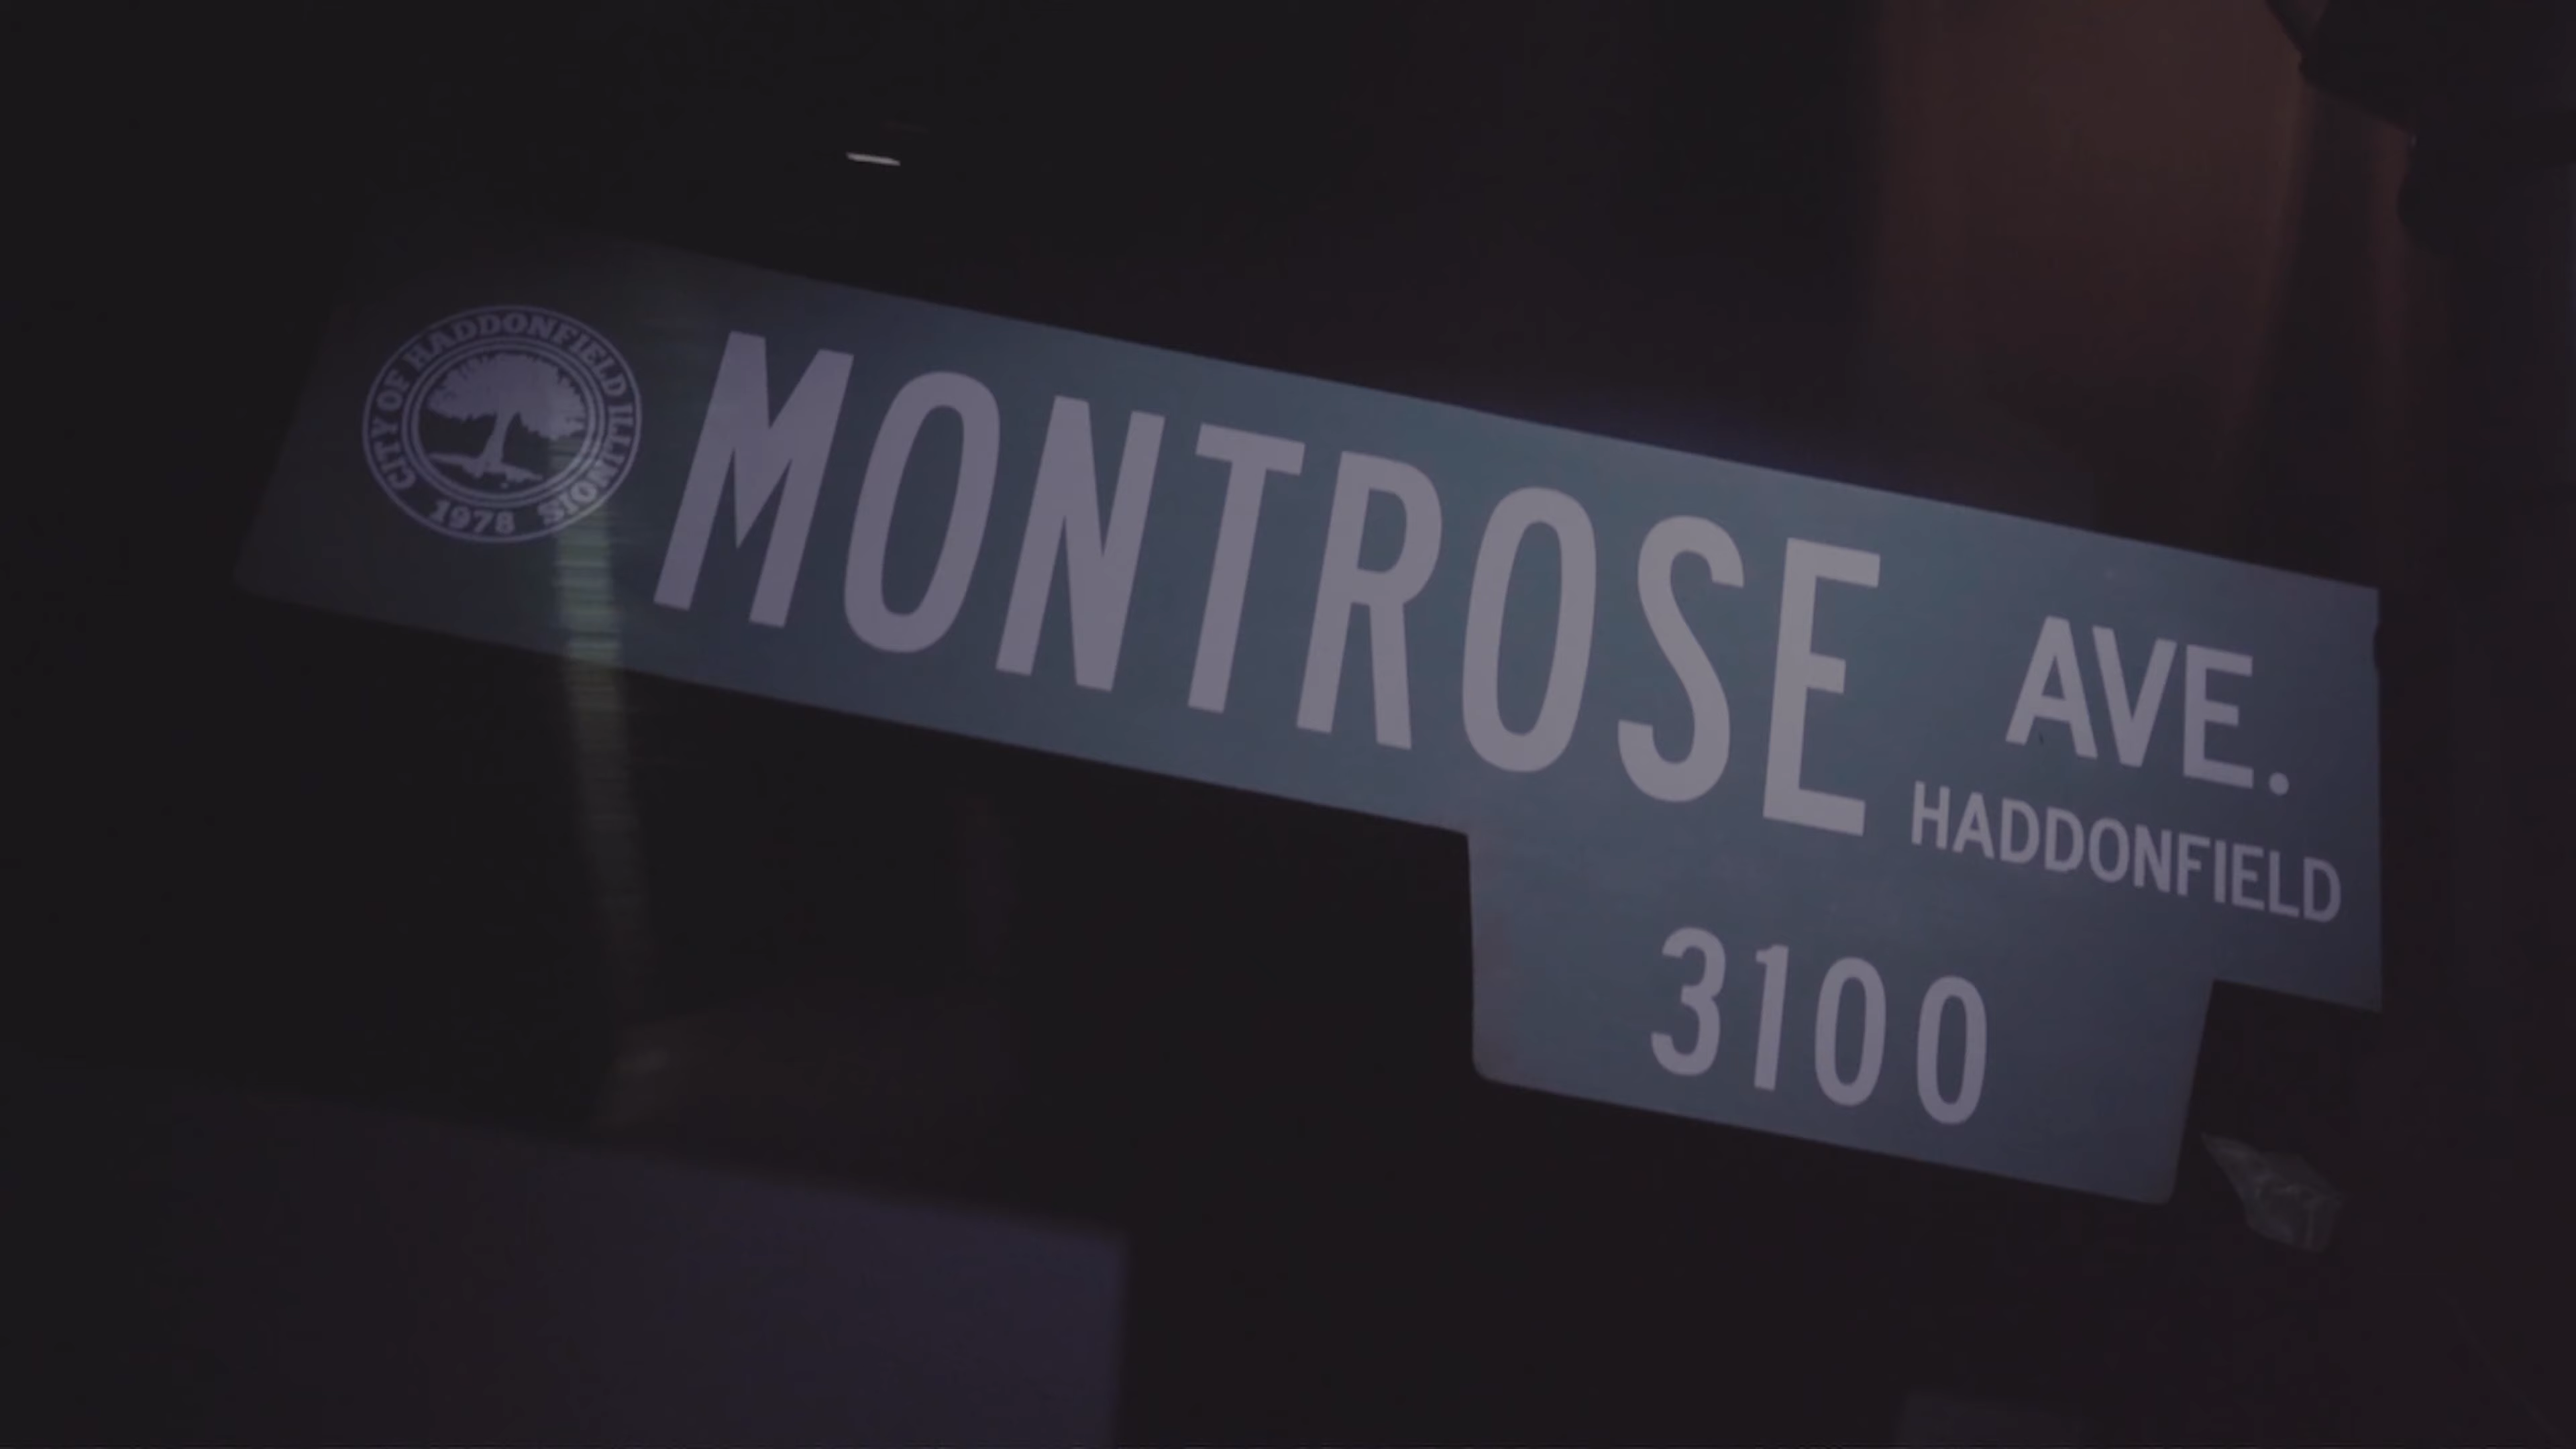 CITY OF HADDONFIELD ILLINOIS
1978
MONTROSE AVE.
HADDONFIELD
3100